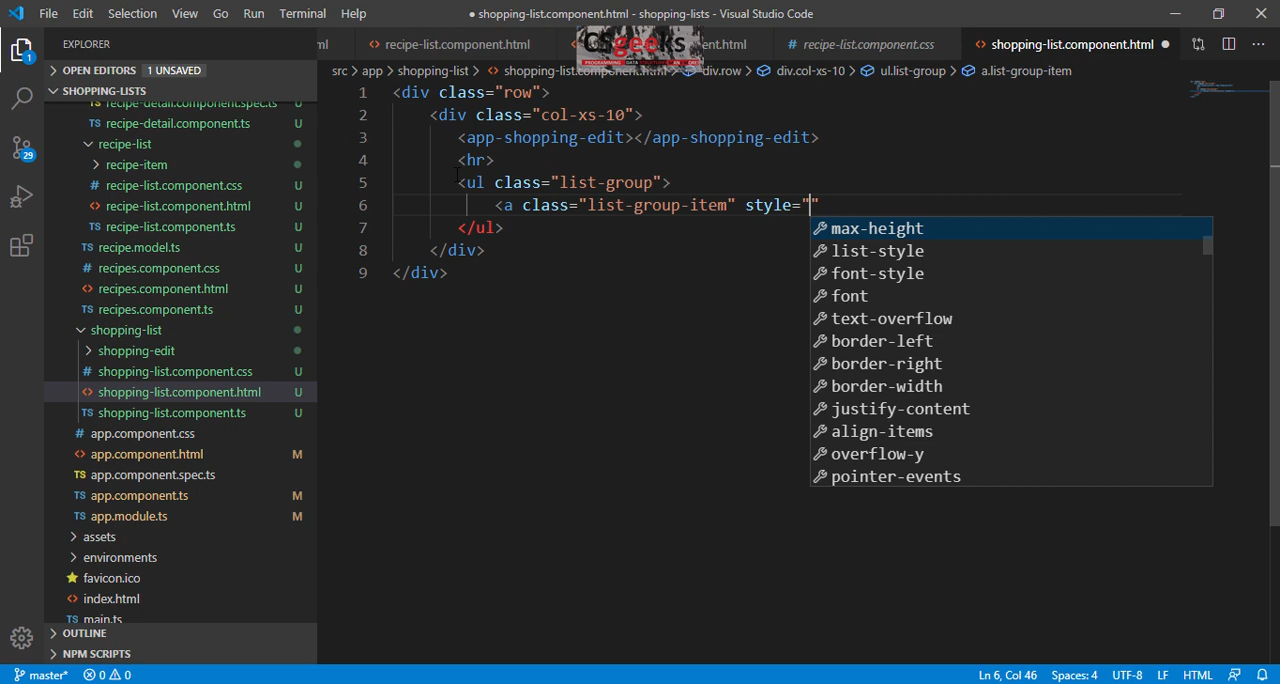 File Edit Selection View Go Run Terminal Help
● shopping-list.component.html - shopping-lists - Visual Studio Code
EXPLORER
OPEN EDITORS 1 UNSAVED
SHOPPING-LISTS
TS recipe-detail.component.spec.ts U
TS recipe-detail.component.ts U
recipe-list
recipe-item
# recipe-list.component.css U
<> recipe-list.component.html U
TS recipe-list.component.ts U
TS recipe.model.ts U
# recipes.component.css U
<> recipes.component.html U
TS recipes.component.ts U
shopping-list
shopping-edit
# shopping-list.component.css U
<> shopping-list.component.html U
TS shopping-list.component.ts U
# app.component.css
<> app.component.html M
TS app.component.spec.ts
TS app.component.ts M
TS app.module.ts M
assets
environments
favicon.ico
<> index.html
TS main.ts
OUTLINE
NPM SCRIPTS
ml <> recipe-list.component.html ent.html # recipe-list.component.css <> shopping-list.component.html ●
CSgeeks
src > app > shopping-list > <> shopping-list.component.html > div.row > div.col-xs-10 > ul.list-group > a.list-group-item
1 <div class="row">
2 <div class="col-xs-10">
3 <app-shopping-edit></app-shopping-edit>
4 <hr>
5 <ul class="list-group">
6 <a class="list-group-item" style=""
7 </ul>
8 </div>
9 </div>
max-height
list-style
font-style
font
text-overflow
border-left
border-right
border-width
justify-content
align-items
overflow-y
pointer-events
1
29
master* 0 0 Ln 6, Col 46 Spaces: 4 UTF-8 LF HTML